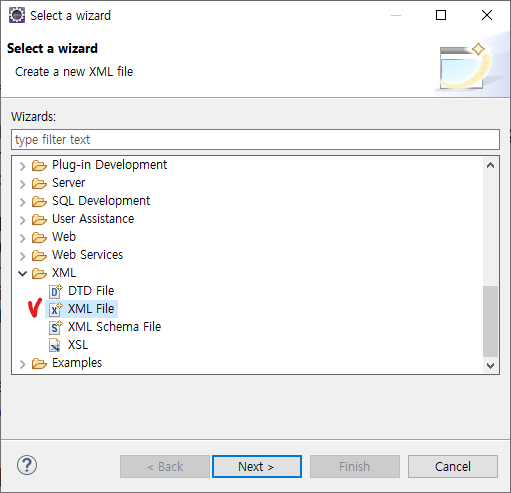 Select a wizard
Select a wizard
Create a new XML file
Wizards:
type filter text
Plug-in Development
Server
SQL Development
User Assistance
Web
Web Services
XML
DTD File
XML File
XML Schema File
XSL
Examples
< Back Next > Finish Cancel